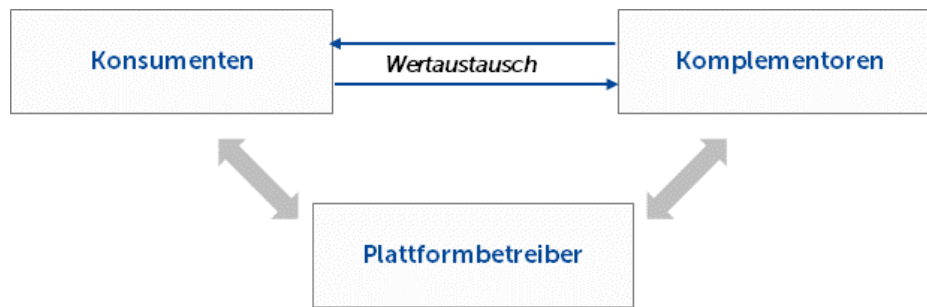 Konsumenten
Wertaustausch
Komplementoren
Plattformbetreiber